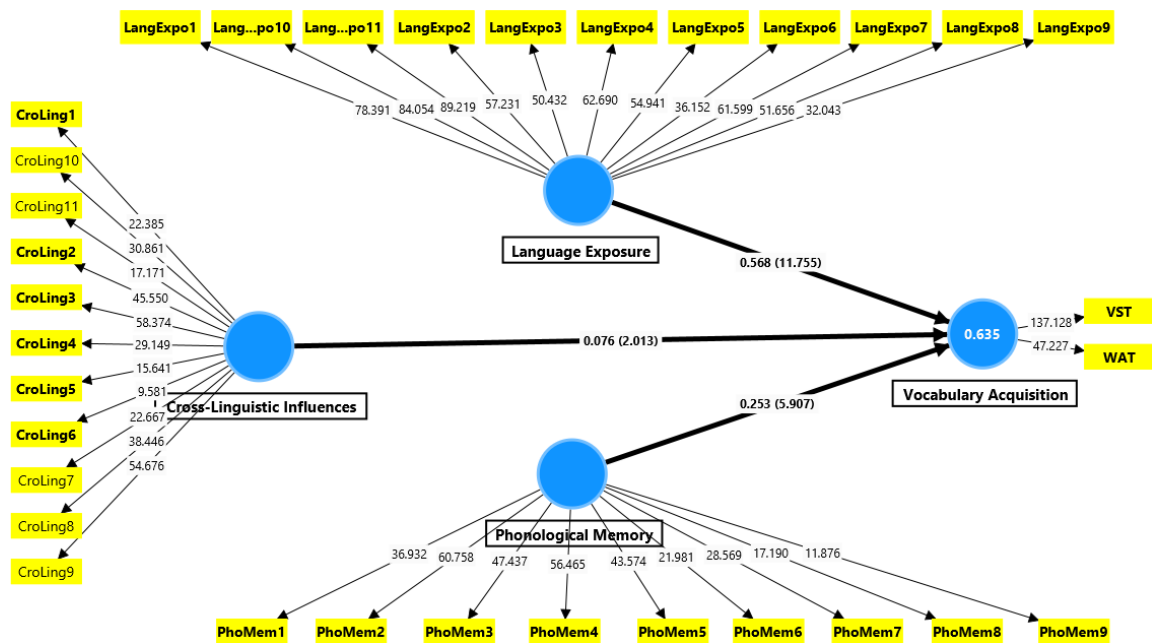 LangExpo1 Lang...po10 Lang...po11 LangExpo2 LangExpo3 LangExpo4 LangExpo5 LangExpo6 LangExpo7 LangExpo8 LangExpo9
78.391 84.054 89.219 57.231 50.432 62.690 54.941 36.152 61.599 51.656 32.043
CroLing1
CroLing10
CroLing11
CroLing2
CroLing3
CroLing4
CroLing5
CroLing6
CroLing7
CroLing8
CroLing9
22.385
30.861
17.171
45.550
58.374
29.149
15.641
9.581
22.667
38.446
54.676
Language Exposure
Cross-Linguistic Influences
0.568 (11.755)
0.076 (2.013)
0.253 (5.907)
0.635
Vocabulary Acquisition
137.128
47.227
VST
WAT
Phonological Memory
36.932 60.758 47.437 56.465 43.574 21.981 28.569 17.190 11.876
PhoMem1 PhoMem2 PhoMem3 PhoMem4 PhoMem5 PhoMem6 PhoMem7 PhoMem8 PhoMem9